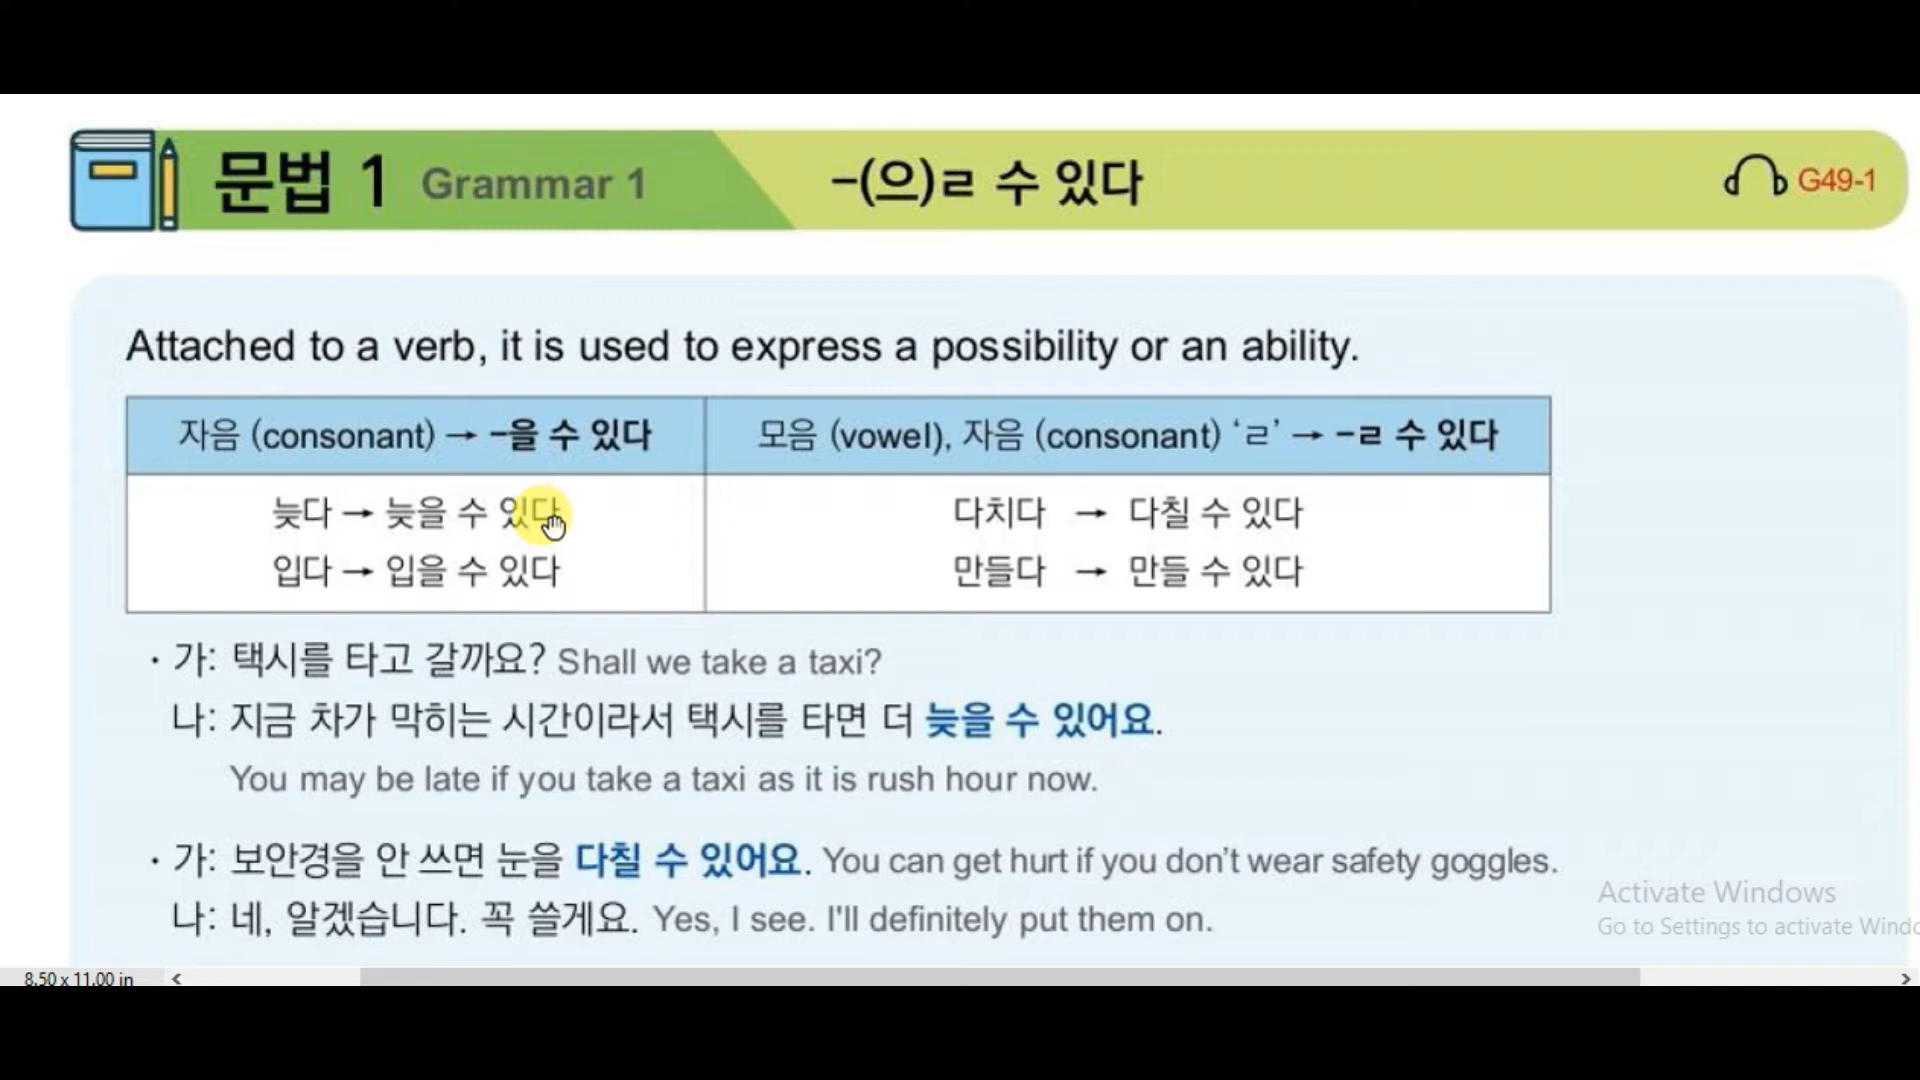 문법 1 Grammar 1 -(으)ㄹ 수 있다 G49-1
Attached to a verb, it is used to express a possibility or an ability.
자음 (consonant) → -을 수 있다 모음 (vowel), 자음 (consonant) ‘ㄹ’ → -ㄹ 수 있다
늦다 → 늦을 수 있다 다치다 → 다칠 수 있다
입다 → 입을 수 있다 만들다 → 만들 수 있다
· 가: 택시를 타고 갈까요? Shall we take a taxi?
나: 지금 차가 막히는 시간이라서 택시를 타면 더 늦을 수 있어요.
You may be late if you take a taxi as it is rush hour now.
· 가: 보안경을 안 쓰면 눈을 다칠 수 있어요. You can get hurt if you don’t wear safety goggles.
나: 네, 알겠습니다. 꼭 쓸게요. Yes, I see. I'll definitely put them on.
Activate Windows
Go to Settings to activate Windo
8.50 x 11.00 in